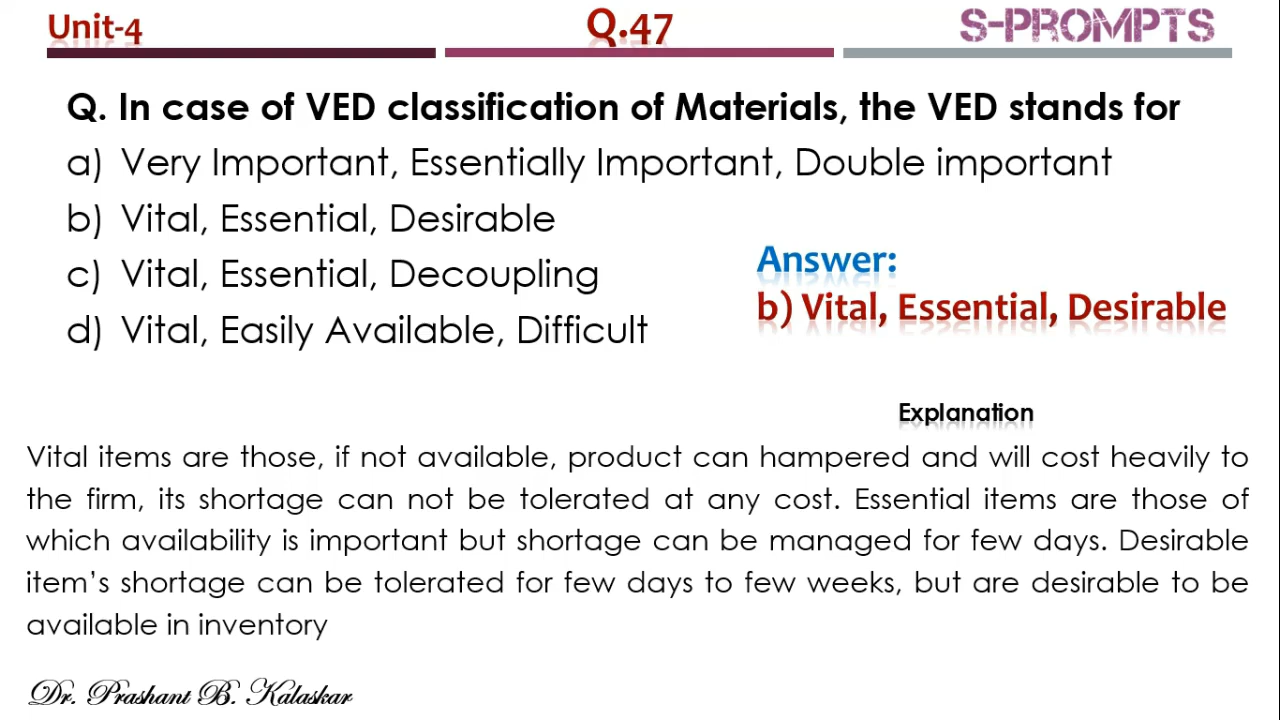 Unit-4
Q.47
S-PROMPTS
Q. In case of VED classification of Materials, the VED stands for
a) Very Important, Essentially Important, Double important
b) Vital, Essential, Desirable
c) Vital, Essential, Decoupling
d) Vital, Easily Available, Difficult
Answer:
b) Vital, Essential, Desirable
Explanation
Vital items are those, if not available, product can hampered and will cost heavily to
the firm, its shortage can not be tolerated at any cost. Essential items are those of
which availability is important but shortage can be managed for few days. Desirable
item's shortage can be tolerated for few days to few weeks, but are desirable to be
available in inventory
Dr. Prashant B. Kalaskar